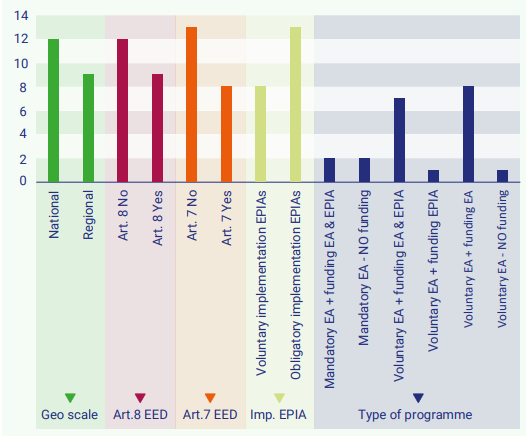 14
12
10
8
6
4
2
0
National
Regional
Art. 8 No
Art. 8 Yes
Art. 7 No
Art. 7 Yes
Voluntary implementation EPIAs
Obligatory implementation EPIAs
Mandatory EA + funding EA & EPIA
Mandatory EA - NO funding
Voluntary EA + funding EA & EPIA
Voluntary EA + funding EPIA
Voluntary EA + funding EA
Voluntary EA - NO funding
Geo scale
Art.8 EED
Art.7 EED
Imp. EPIA
Type of programme